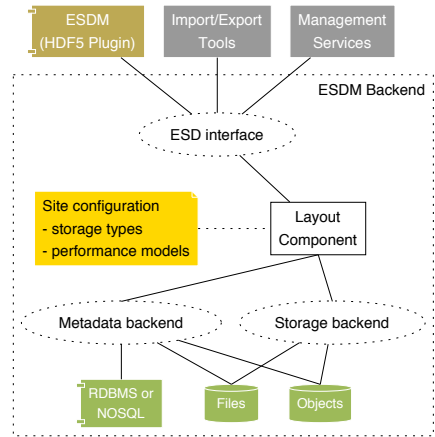 ESDM
(HDF5 Plugin)
Import/Export
Tools
Management
Services
ESDM Backend
ESD interface
Site configuration
- storage types
- performance models
Layout
Component
Metadata backend
Storage backend
RDBMS or
NOSQL
Files
Objects